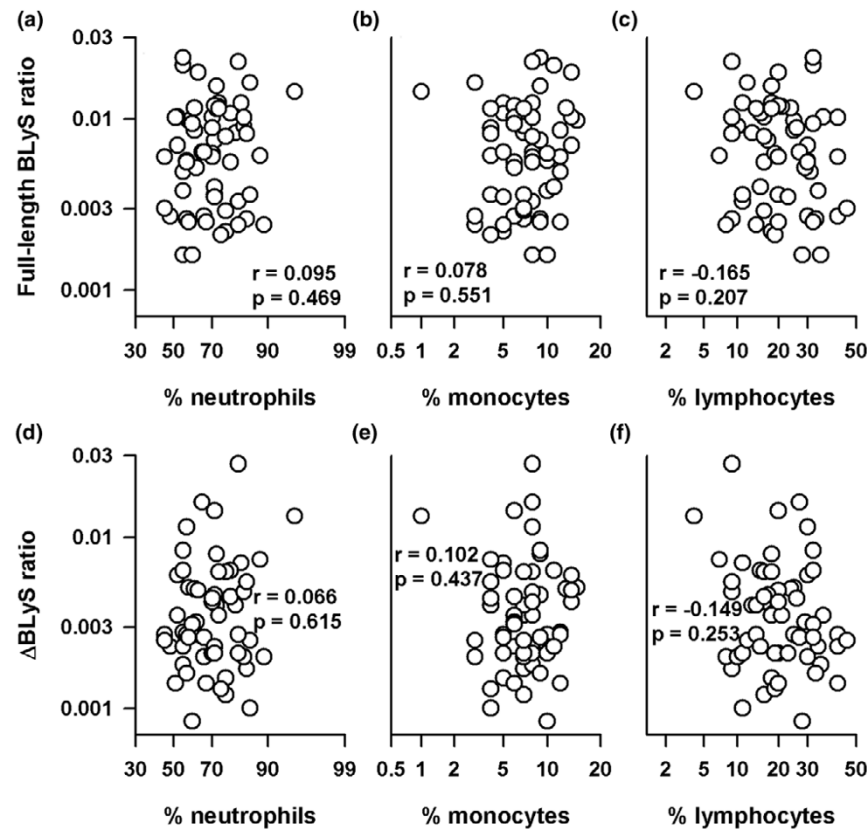 (a)
(b)
(c)
Full-length BLyS ratio
0.03
0.01
0.003
0.001
r = 0.095
p = 0.469
r = 0.078
p = 0.551
r = -0.165
p = 0.207
30 50 70 90 99
0.5 1 2 5 10 20
2 5 10 20 30 50
% neutrophils
% monocytes
% lymphocytes
(d)
(e)
(f)
ΔBLyS ratio
0.03
0.01
0.003
0.001
r = 0.066
p = 0.615
r = 0.102
p = 0.437
r = -0.149
p = 0.253
30 50 70 90 99
0.5 1 2 5 10 20
2 5 10 20 30 50
% neutrophils
% monocytes
% lymphocytes